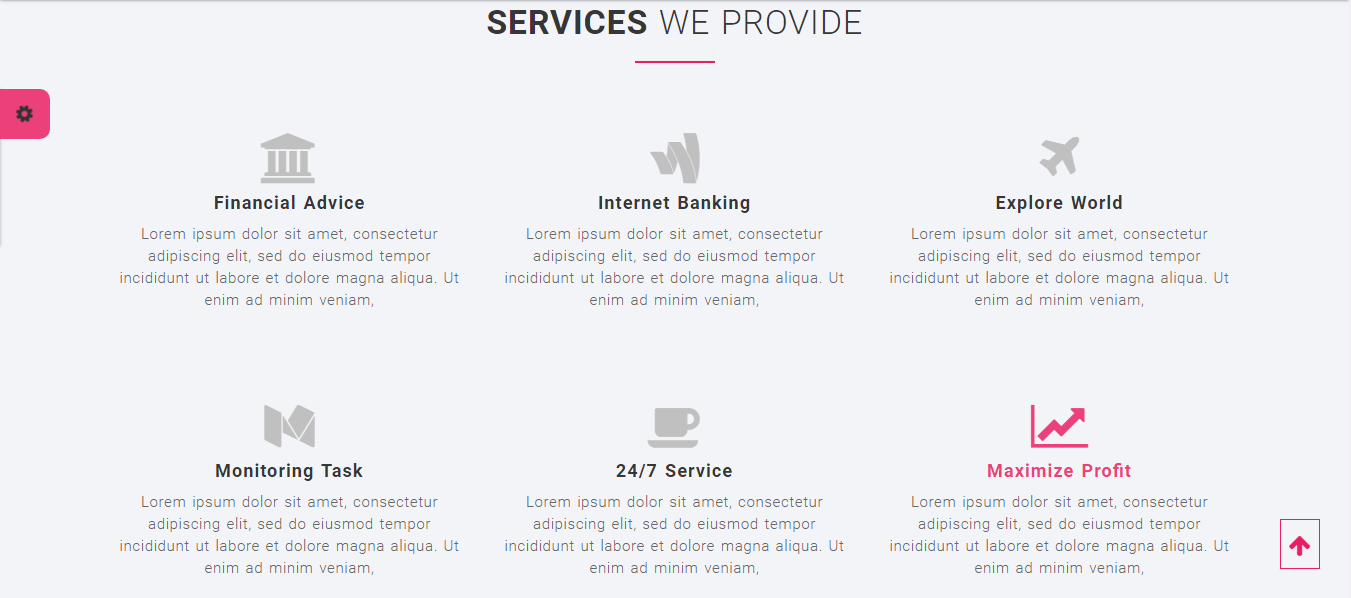 SERVICES WE PROVIDE
Financial Advice
Lorem ipsum dolor sit amet, consectetur
adipiscing elit, sed do eiusmod tempor
incididunt ut labore et dolore magna aliqua. Ut
enim ad minim veniam,
Internet Banking
Lorem ipsum dolor sit amet, consectetur
adipiscing elit, sed do eiusmod tempor
incididunt ut labore et dolore magna aliqua. Ut
enim ad minim veniam,
Explore World
Lorem ipsum dolor sit amet, consectetur
adipiscing elit, sed do eiusmod tempor
incididunt ut labore et dolore magna aliqua. Ut
enim ad minim veniam,
Monitoring Task
Lorem ipsum dolor sit amet, consectetur
adipiscing elit, sed do eiusmod tempor
incididunt ut labore et dolore magna aliqua. Ut
enim ad minim veniam,
24/7 Service
Lorem ipsum dolor sit amet, consectetur
adipiscing elit, sed do eiusmod tempor
incididunt ut labore et dolore magna aliqua. Ut
enim ad minim veniam,
Maximize Profit
Lorem ipsum dolor sit amet, consectetur
adipiscing elit, sed do eiusmod tempor
incididunt ut labore et dolore magna aliqua. Ut
enim ad minim veniam,